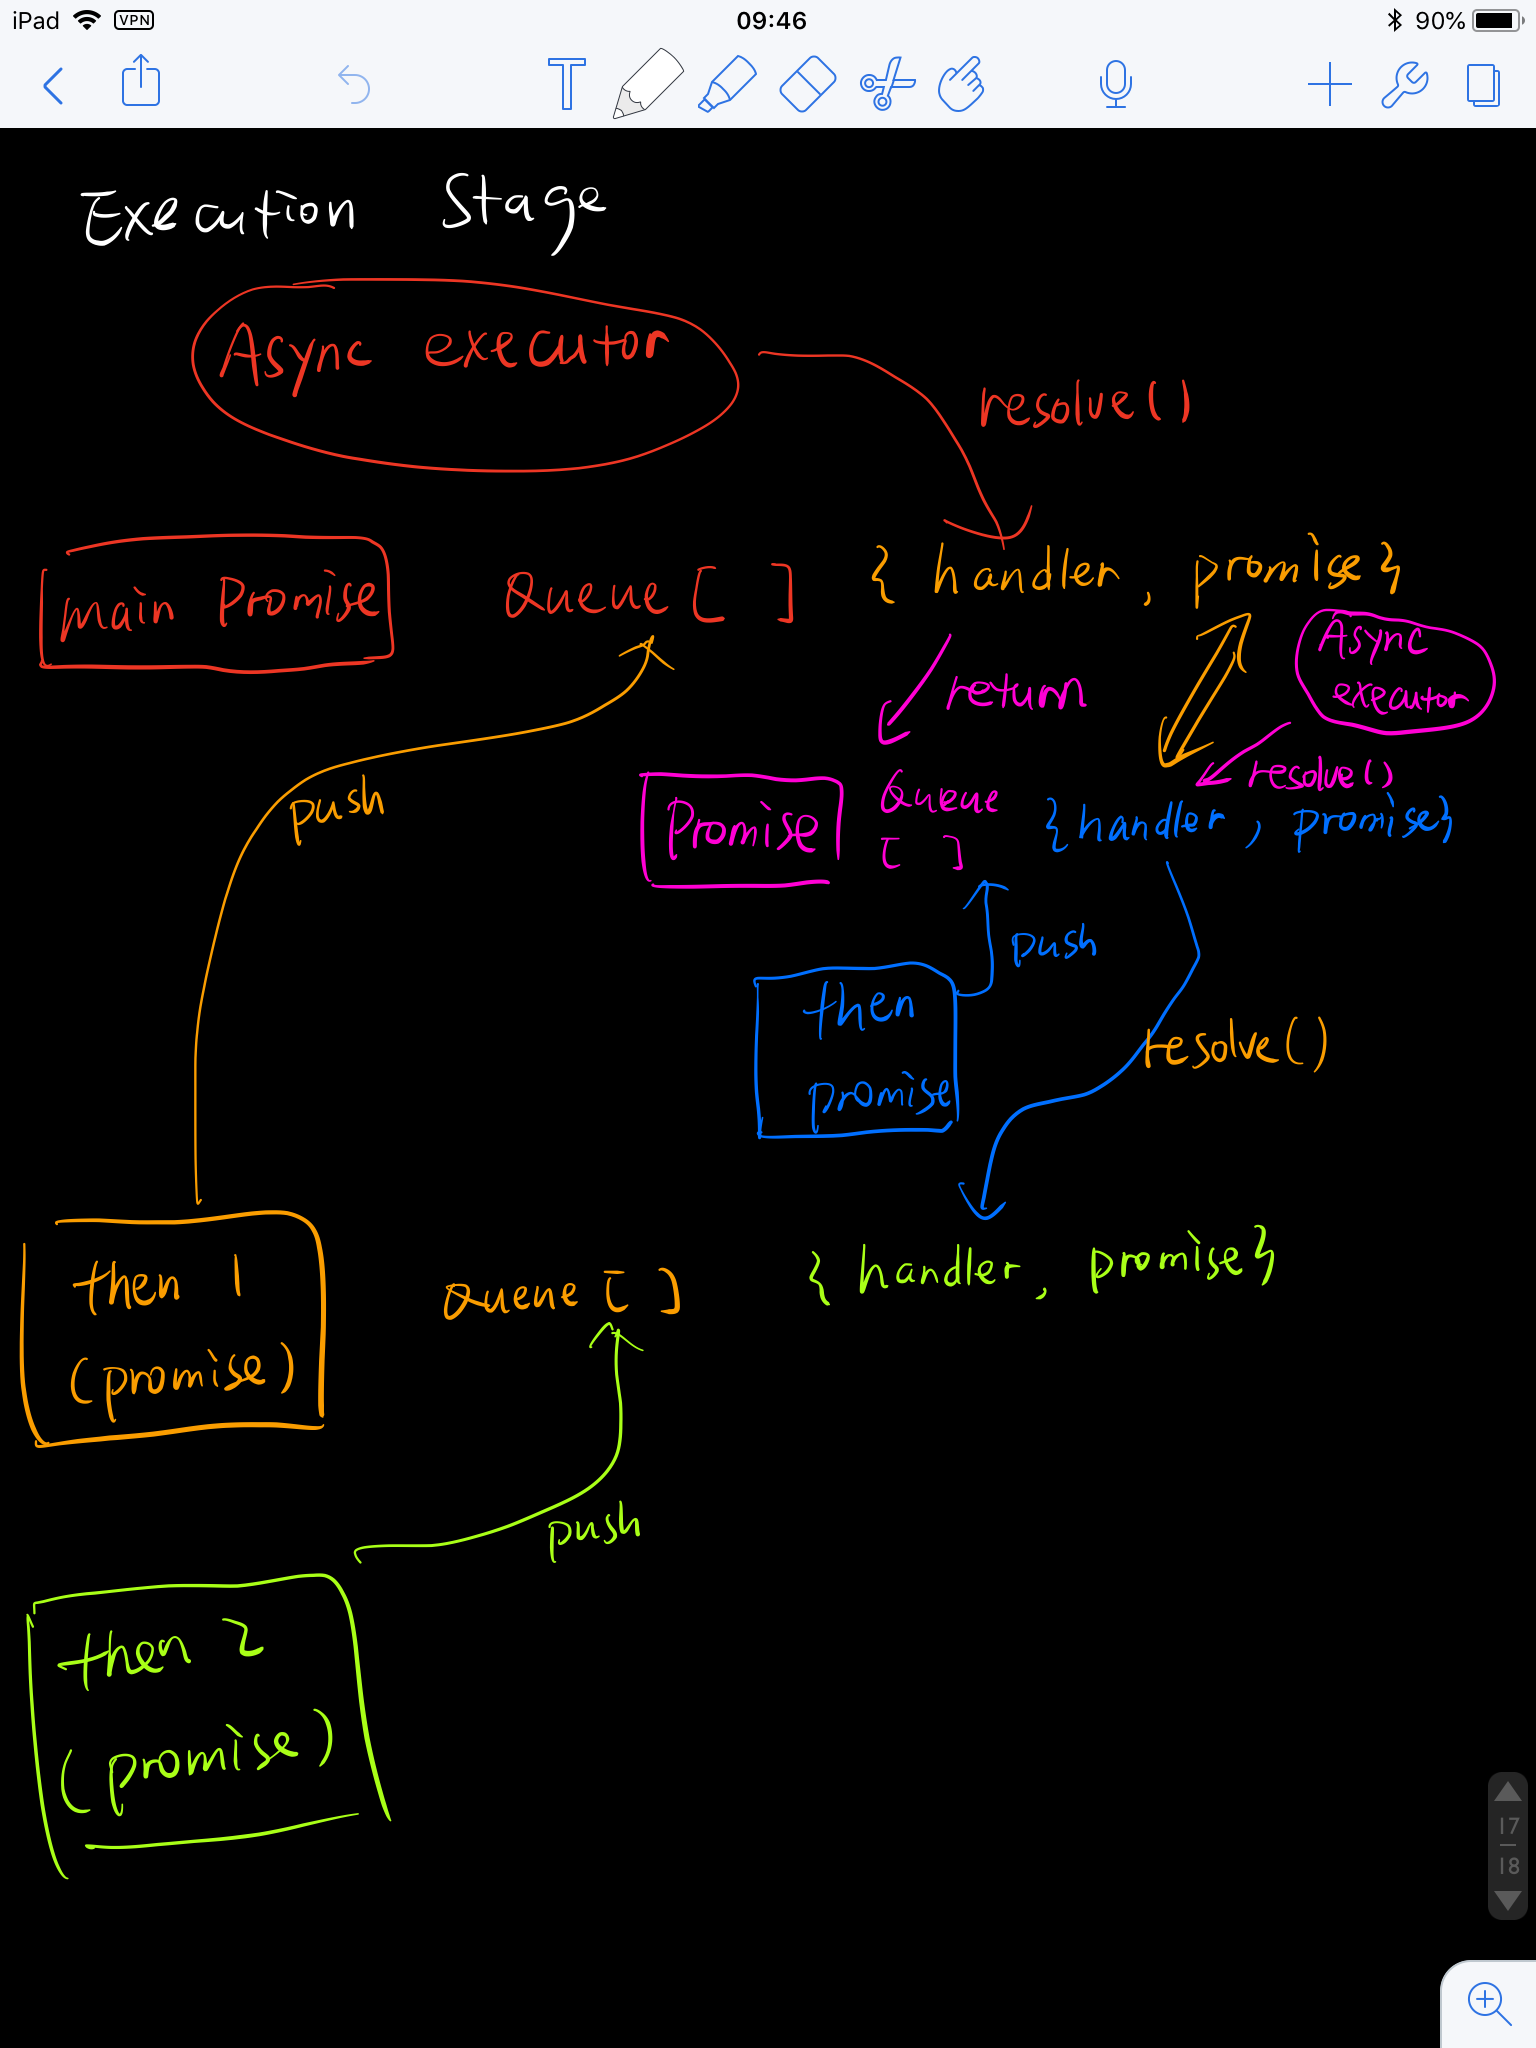 iPad VPN 09:46 90%
T
Execution Stage
Async executor
resolve()
main Promise Queue [ ] { handler, promise}
Async
executor
return
resolve()
push
Promise Queue
[ ] {handler, promise}
push
then
promise
resolve()
then 1
(promise)
Queue [ ] { handler, promise}
push
then 2
(promise)
17
18